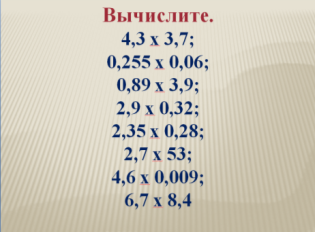 Вычислите.
4,3 х 3,7;
0,255 х 0,06;
0,89 х 3,9;
2,9 х 0,32;
2,35 х 0,28;
2,7 х 53;
4,6 х 0,009;
6,7 х 8,4